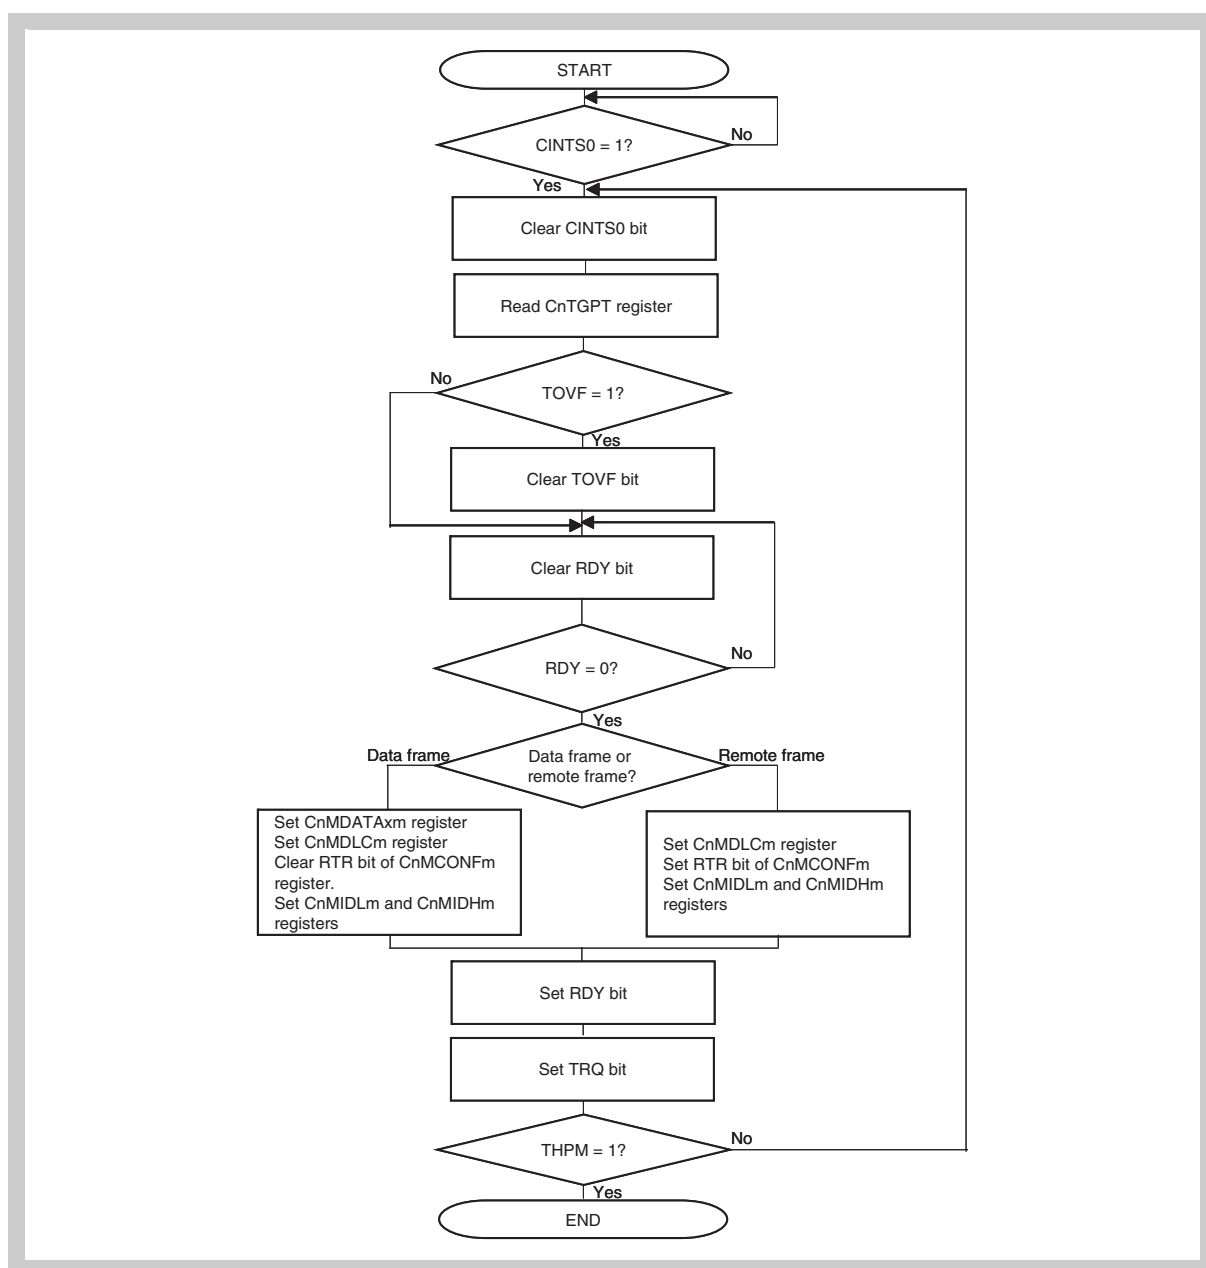 START
CINTS0 = 1?
No
Yes
Clear CINTS0 bit
Read CnTGPT register
No
TOVF = 1?
Yes
Clear TOVF bit
Clear RDY bit
No
RDY = 0?
Yes
Data frame
Data frame or
remote frame?
Remote frame
Set CnMDATAxm register
Set CnMDLCm register
Clear RTR bit of CnMCONFm
register.
Set CnMIDLm and CnMIDHm
registers
Set CnMDLCm register
Set RTR bit of CnMCONFm
Set CnMIDLm and CnMIDHm
registers
Set RDY bit
Set TRQ bit
THPM = 1?
No
Yes
END